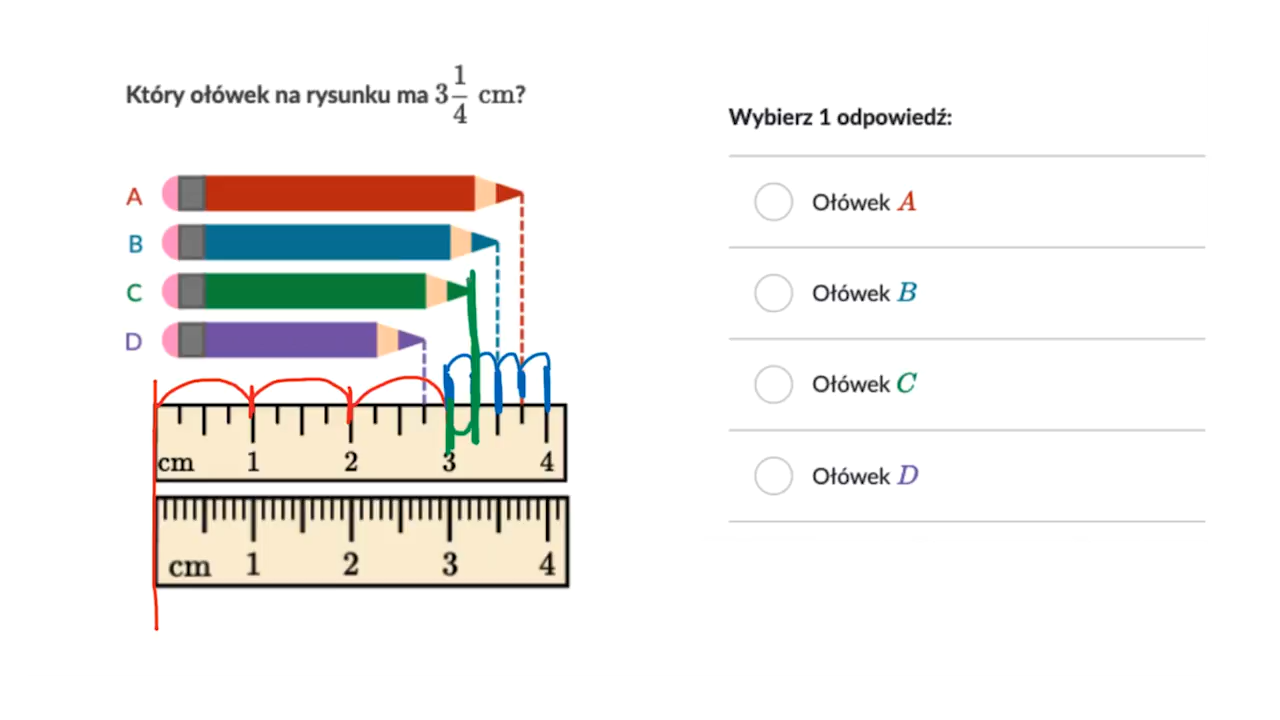 Który ołówek na rysunku ma 3 1/4 cm?
A
B
C
D
cm 1 2 3 4
cm 1 2 3 4
Wybierz 1 odpowiedź:
Ołówek A
Ołówek B
Ołówek C
Ołówek D